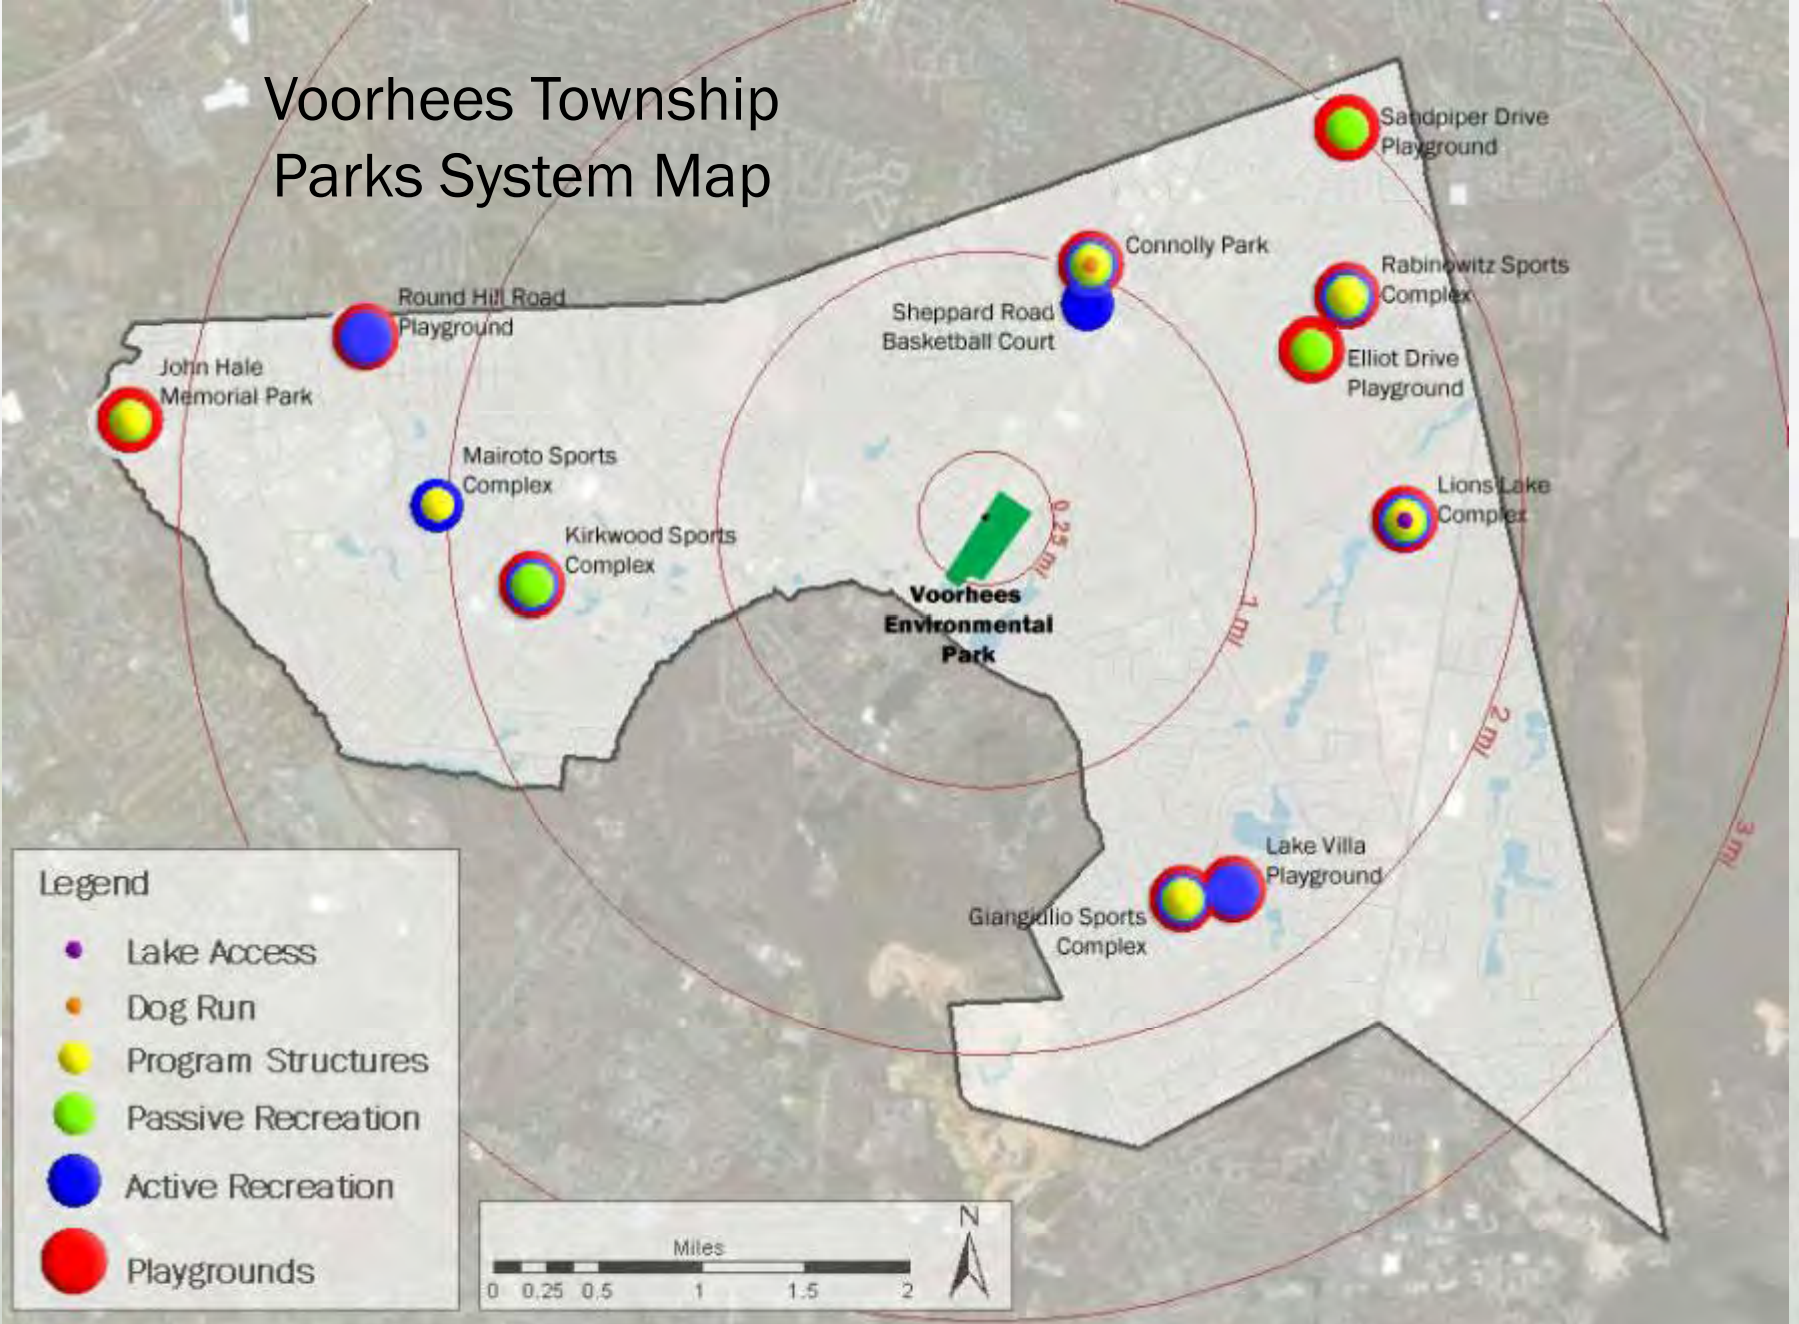 Voorhees Township
Parks System Map
Sandpiper Drive
Playground
Connolly Park
Rabinowitz Sports
Complex
Round Hill Road
Playground
Sheppard Road
Basketball Court
Elliot Drive
Playground
John Hale
Memorial Park
Mairoto Sports
Complex
Lions Lake
Complex
Kirkwood Sports
Complex
0.25 mi
Voorhees
Environmental
Park
1 mi
2 mi
3 mi
Lake Villa
Playground
Giangiulio Sports
Complex
Legend
Lake Access
Dog Run
Program Structures
Passive Recreation
Active Recreation
Playgrounds
Miles
0 0.25 0.5 1 1.5 2
N